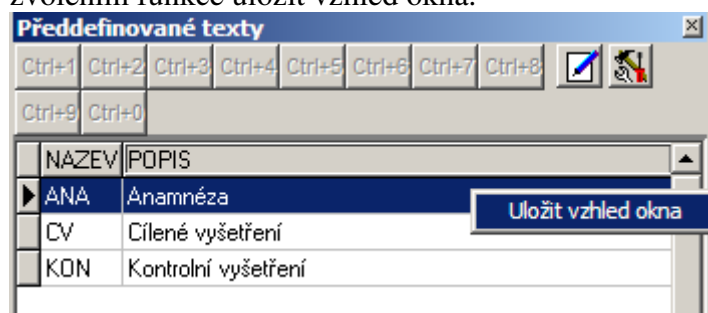 zvolením funkce uložit vzhled okna.
Předdefinované texty
Ctrl+1 Ctrl+2 Ctrl+3 Ctrl+4 Ctrl+5 Ctrl+6 Ctrl+7 Ctrl+8
Ctrl+9 Ctrl+0
NAZEV POPIS
ANA Anamnéza
Uložit vzhled okna
CV Cílené vyšetření
KON Kontrolní vyšetření